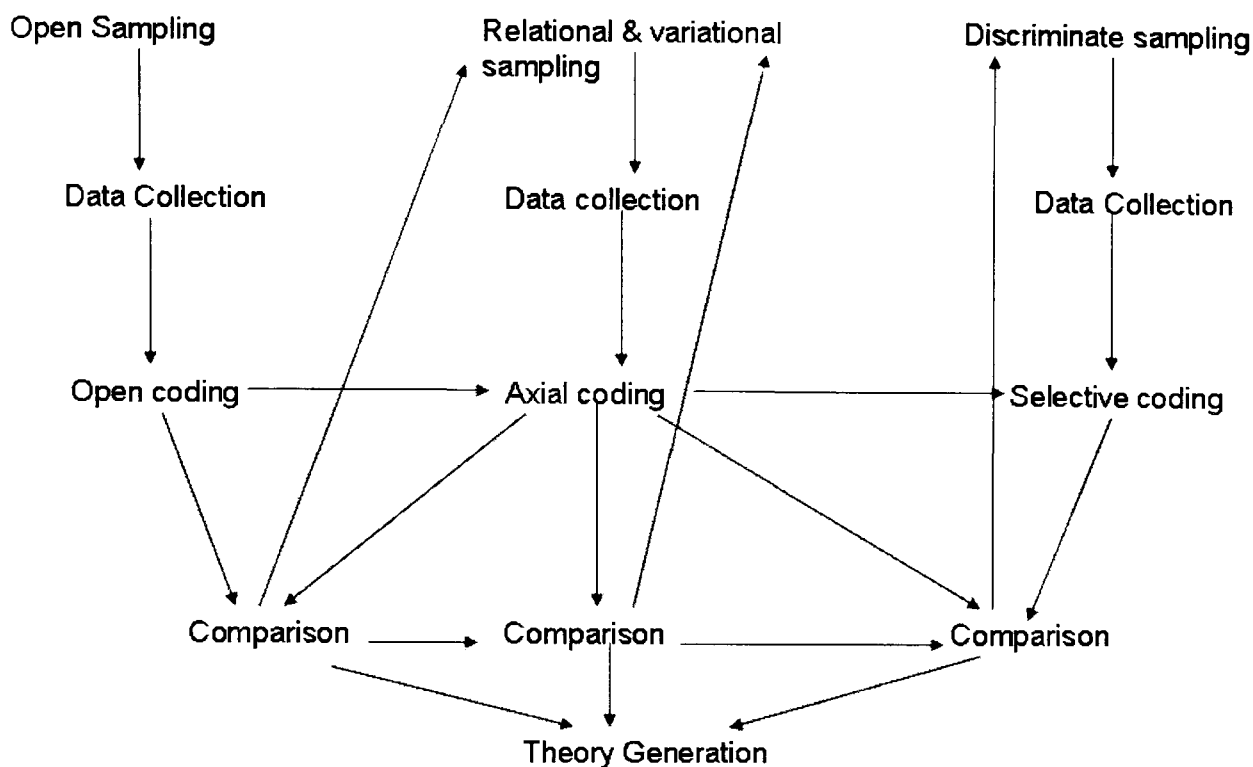 Open Sampling
Relational & variational
sampling
Discriminate sampling
Data Collection
Data collection
Data Collection
Open coding
Axial coding
Selective coding
Comparison
Comparison
Comparison
Theory Generation